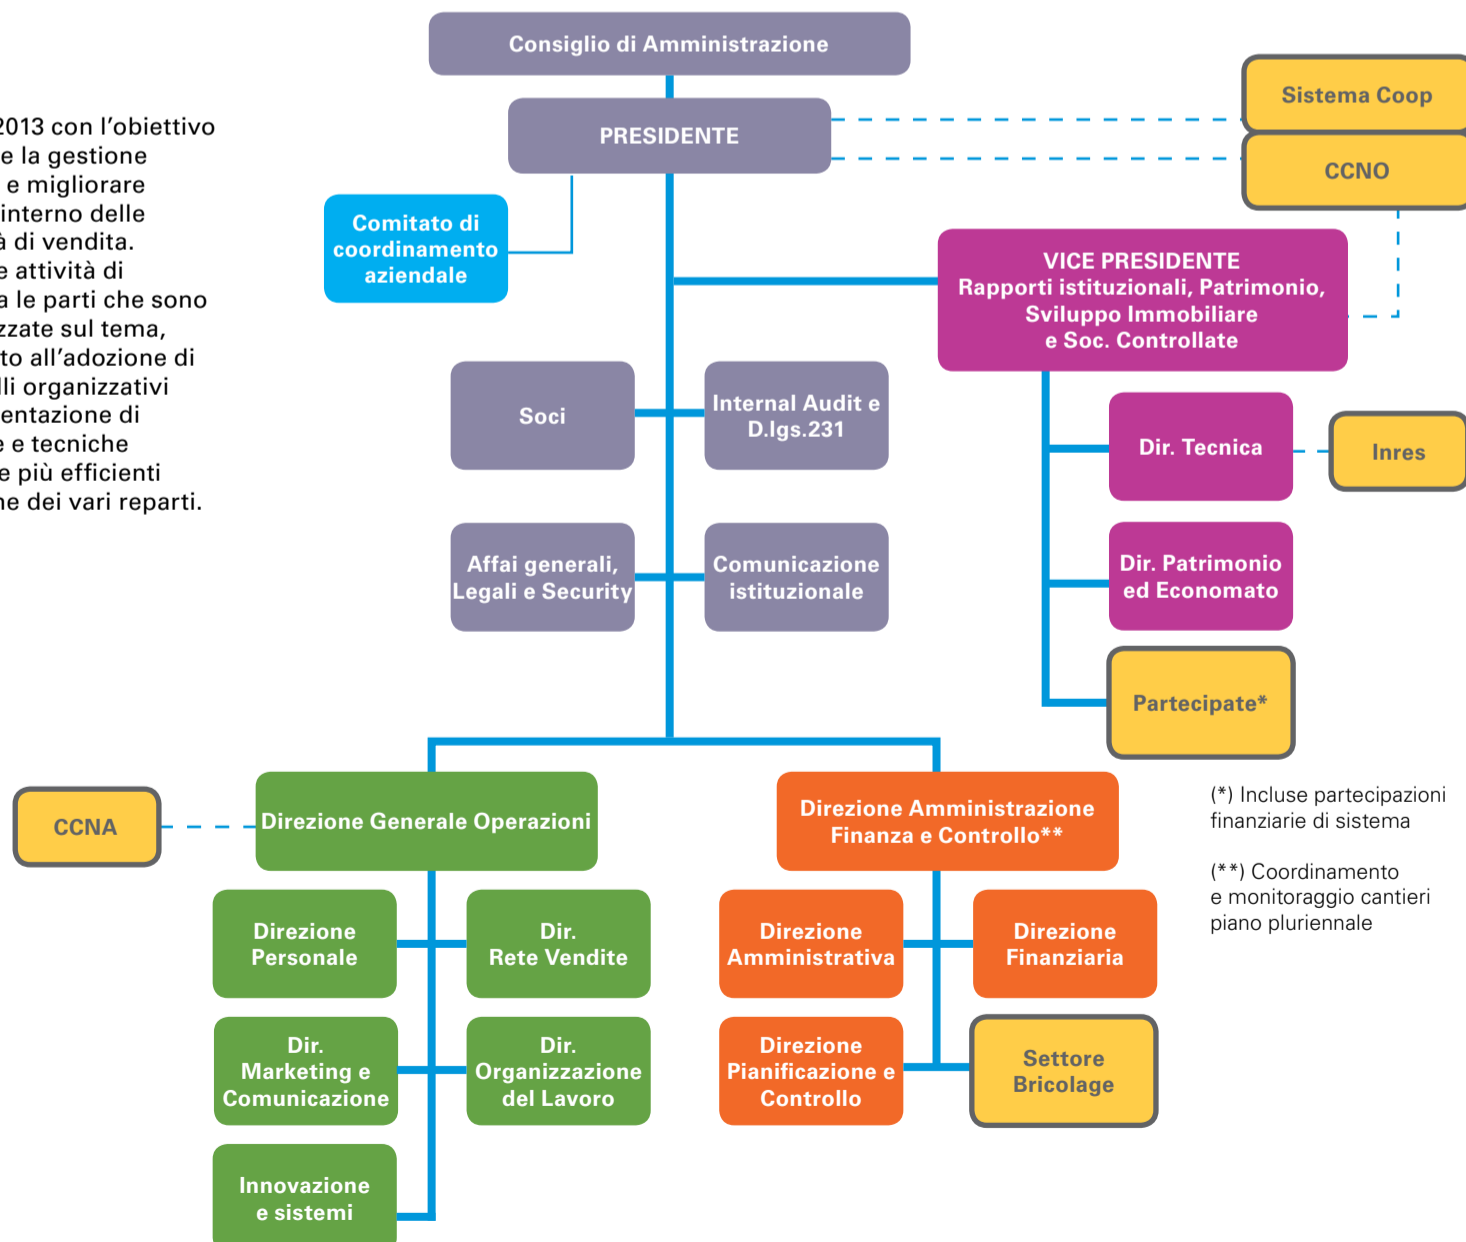 Consiglio di Amministrazione
PRESIDENTE
Sistema Coop
CCNO
2013 con l’obiettivo
e la gestione
e migliorare
interno delle
à di vendita.
e attività di
a le parti che sono
zzate sul tema,
to all’adozione di
lli organizzativi
entazione di
e e tecniche
e più efficienti
ne dei vari reparti.
Comitato di
coordinamento
aziendale
VICE PRESIDENTE
Rapporti istituzionali, Patrimonio,
Sviluppo Immobiliare
e Soc. Controllate
Soci
Internal Audit e
D.lgs.231
Dir. Tecnica
Inres
Affai generali,
Legali e Security
Comunicazione
istituzionale
Dir. Patrimonio
ed Economato
Partecipate*
CCNA
Direzione Generale Operazioni
Direzione Amministrazione
Finanza e Controllo**
(*) Incluse partecipazioni
finanziarie di sistema
(**) Coordinamento
e monitoraggio cantieri
piano pluriennale
Direzione
Personale
Dir.
Rete Vendite
Direzione
Amministrativa
Direzione
Finanziaria
Dir.
Marketing e
Comunicazione
Dir.
Organizzazione
del Lavoro
Direzione
Pianificazione e
Controllo
Settore
Bricolage
Innovazione
e sistemi